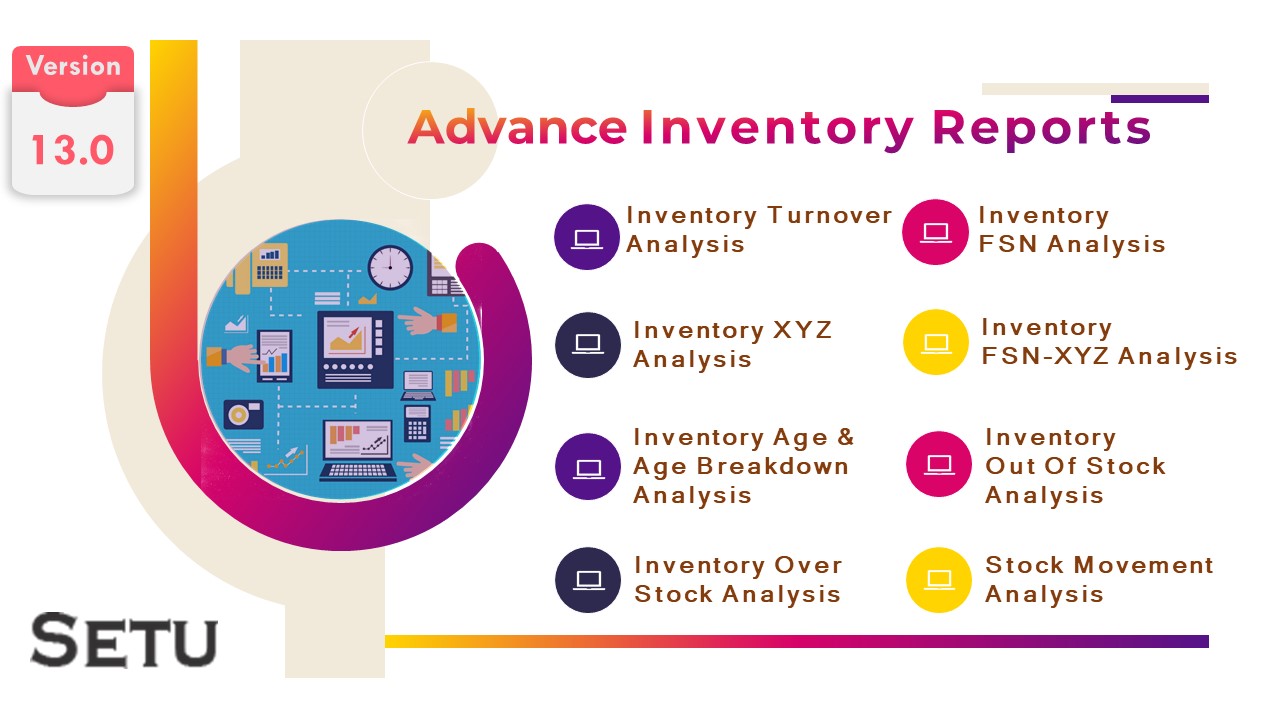 Version
13.0
Advance Inventory Reports
Inventory Turnover
Analysis
Inventory
FSN Analysis
Inventory XYZ
Analysis
Inventory
FSN-XYZ Analysis
Inventory Age &
Age Breakdown
Analysis
Inventory
Out Of Stock
Analysis
Inventory Over
Stock Analysis
Stock Movement
Analysis
SETU